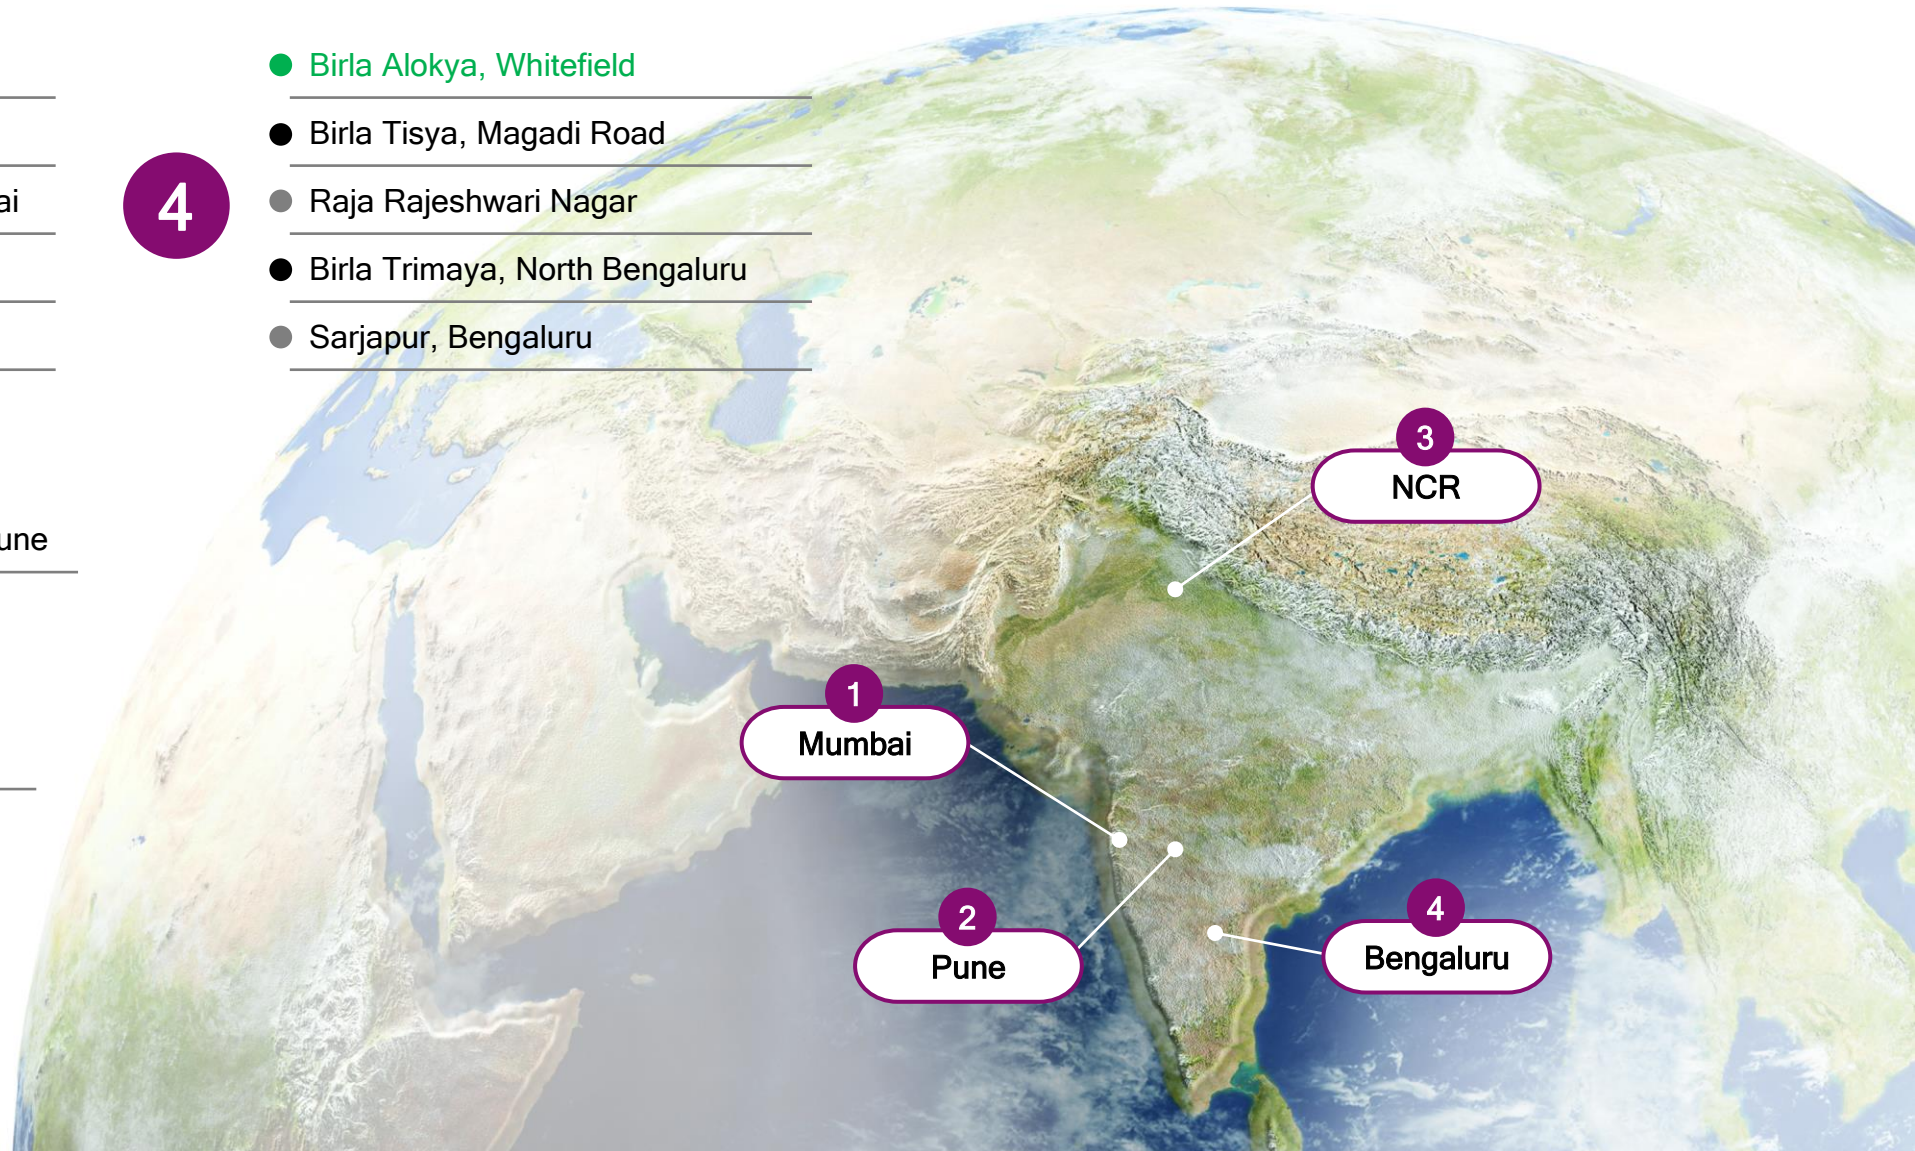 4
Birla Alokya, Whitefield
Birla Tisya, Magadi Road
Raja Rajeshwari Nagar
Birla Trimaya, North Bengaluru
Sarjapur, Bengaluru
3
NCR
1
Mumbai
2
Pune
4
Bengaluru